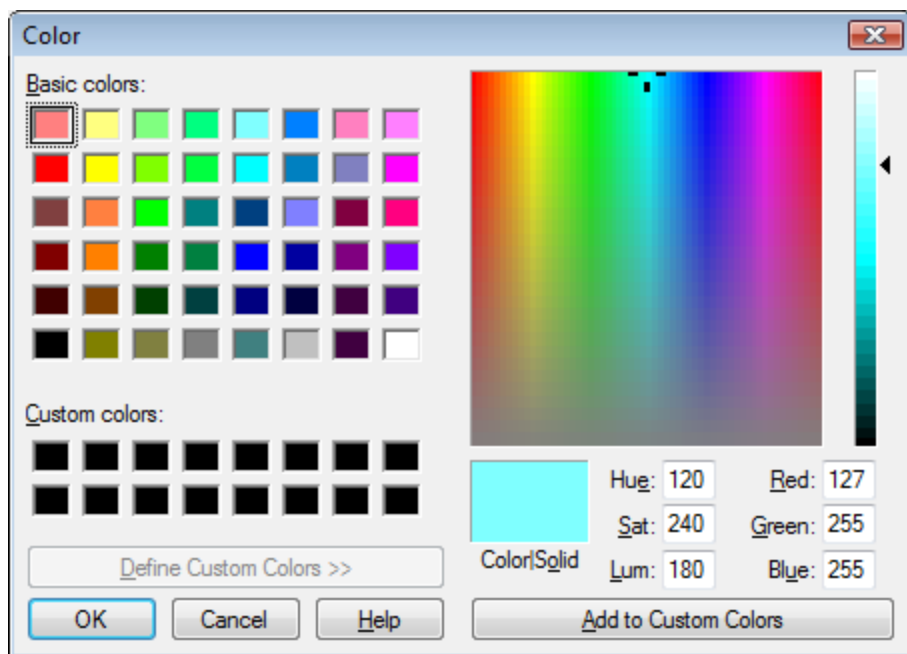 Color
Basic colors:
Custom colors:
Define Custom Colors >>
OK Cancel Help
Color|Solid
Hue: 120 Red: 127
Sat: 240 Green: 255
Lum: 180 Blue: 255
Add to Custom Colors